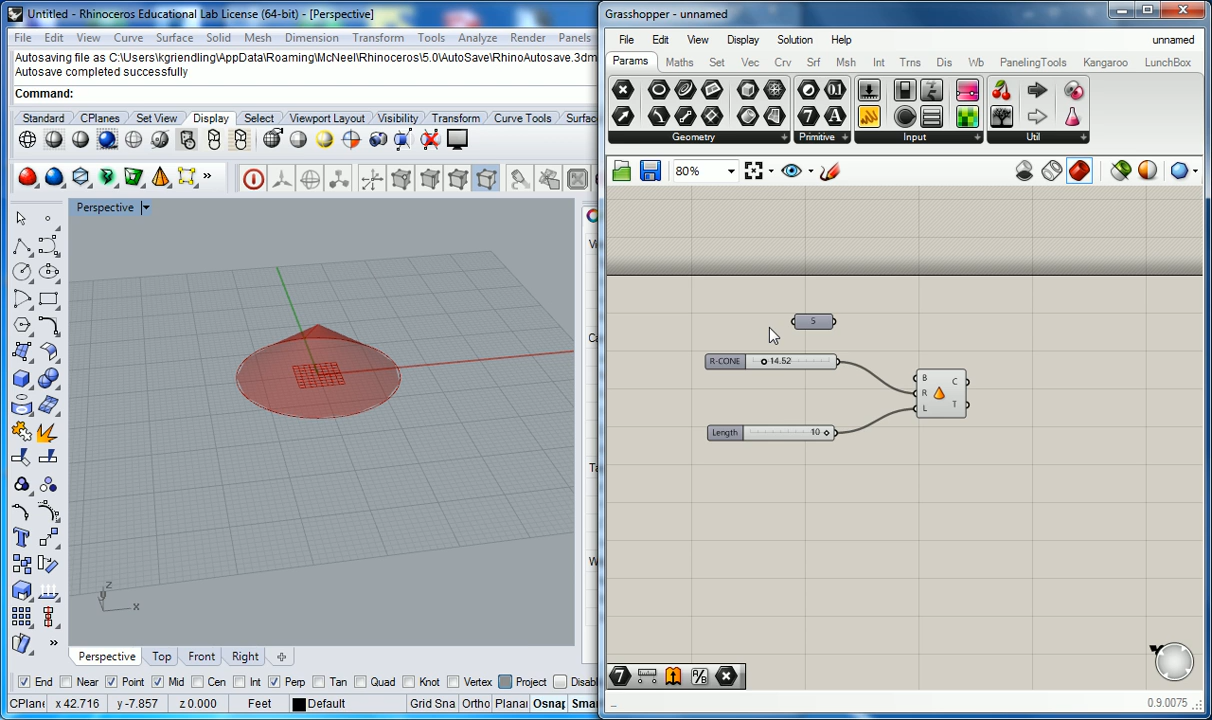 Untitled - Rhinoceros Educational Lab License (64-bit) - [Perspective]
File Edit View Curve Surface Solid Mesh Dimension Transform Tools Analyze Render Panels
Autosaving file as C:\Users\kgriendling\AppData\Roaming\McNeel\Rhinoceros\5.0\AutoSave\RhinoAutosave.3dm
Autosave completed successfully
Command:
Standard CPlanes Set View Display Select Viewport Layout Visibility Transform Curve Tools Surfac
Perspective
z
x
Perspective Top Front Right
End Near Point Mid Cen Int Perp Tan Quad Knot Vertex Project Disabl
CPlane x 42.716 y -7.857 z 0.000 Feet Default Grid Sna Ortho Planar Osna Smar
Grasshopper - unnamed
File Edit View Display Solution Help unnamed
Params Maths Set Vec Crv Srf Msh Int Trns Dis Wb PanelingTools Kangaroo LunchBox
Geometry Primitive Input Util
80%
S
R-CONE 14.52
B
R
L
C
T
Length 10
0.9.0075